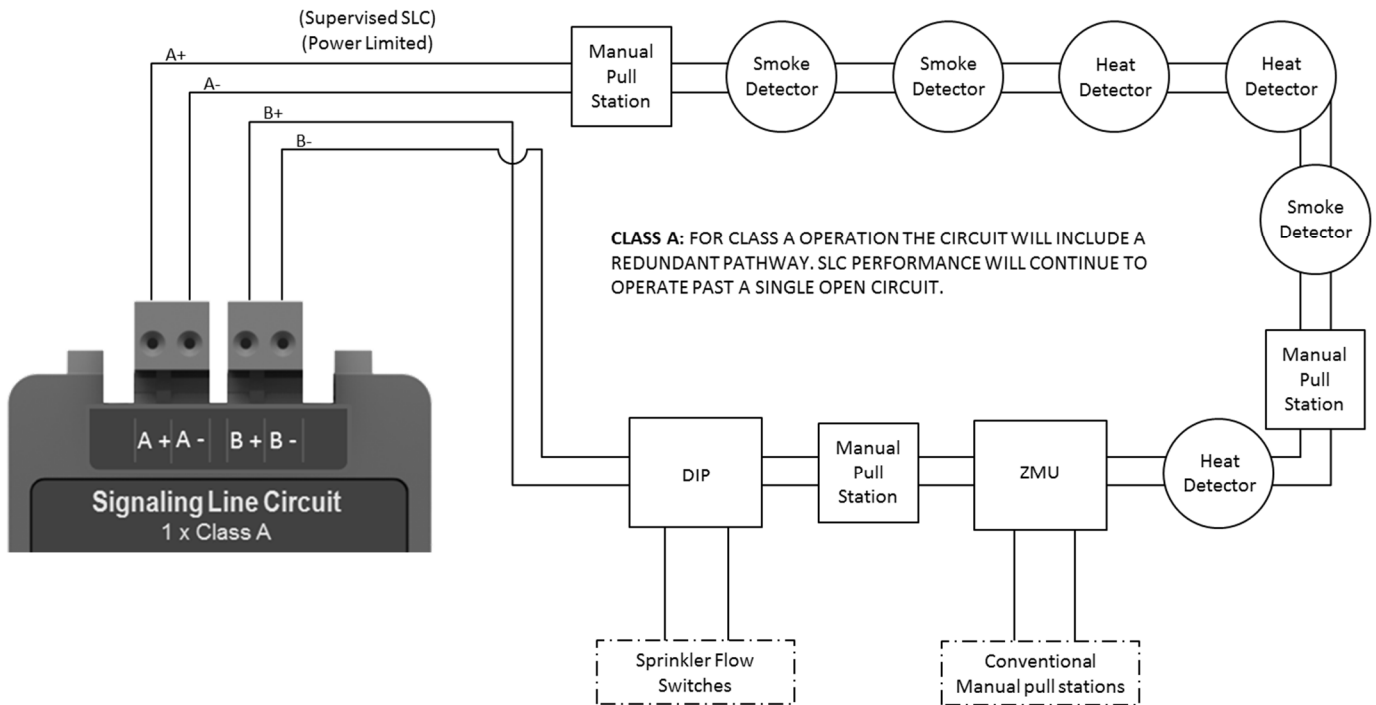 (Supervised SLC)
(Power Limited)
A+
A-
B+
B-
Manual
Pull
Station
Smoke
Detector
Smoke
Detector
Heat
Detector
Heat
Detector
Smoke
Detector
CLASS A: FOR CLASS A OPERATION THE CIRCUIT WILL INCLUDE A
REDUNDANT PATHWAY. SLC PERFORMANCE WILL CONTINUE TO
OPERATE PAST A SINGLE OPEN CIRCUIT.
Manual
Pull
Station
A + A - B + B -
Signaling Line Circuit
1 x Class A
DIP
Manual
Pull
Station
ZMU
Heat
Detector
Sprinkler Flow
Switches
Conventional
Manual pull stations